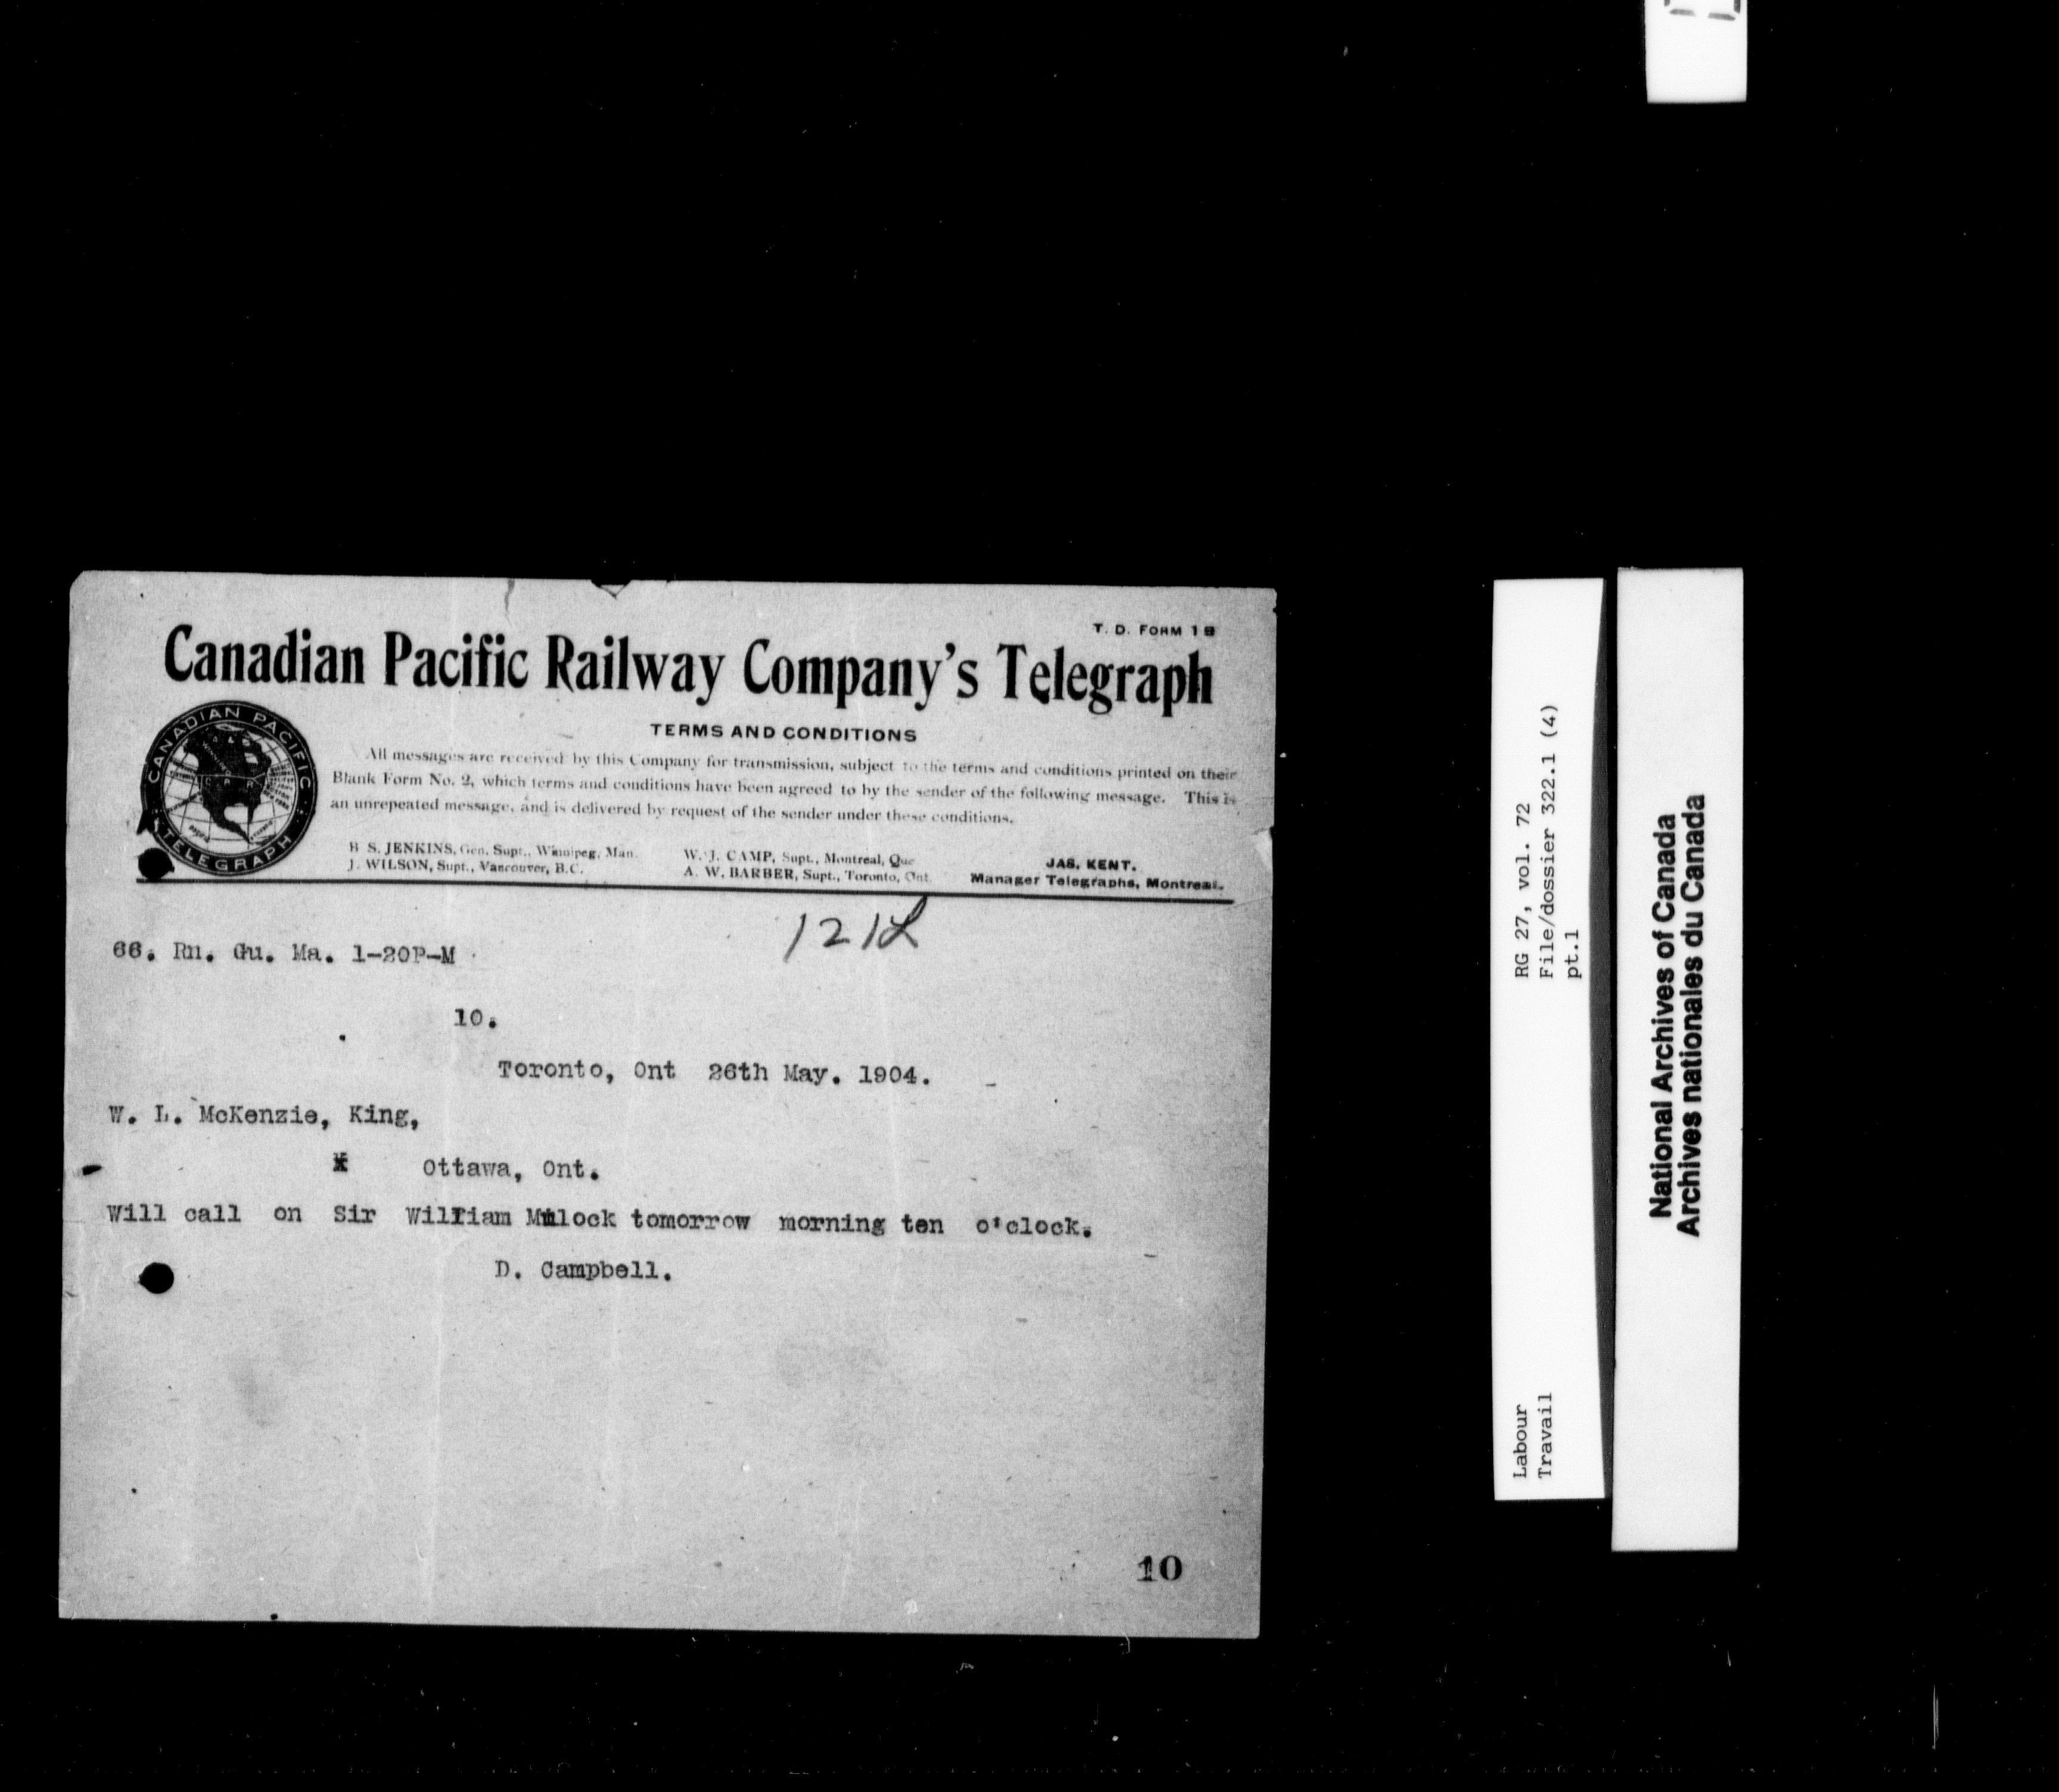 T. D. FORM 19
Canadian Pacific Railway Company's Telegraph
TERMS AND CONDITIONS
CANADIAN PACIFIC
TELEGRAPH
All messages are received by this Company for transmission, subject to the terms and conditions printed on their
Blank Form No. 2, which terms and conditions have been agreed to by the sender of the following message. This is
an unrepeated message, and is delivered by request of the sender under these conditions.
B S. JENKINS, Gen. Supt., Winnipeg, Man.
J. WILSON, Supt., Vancouver, B.C.
W. J. CAMP, Supt., Montreal, Que
A. W. BARBER, Supt., Toronto, Ont.
JAS. KENT.
Manager Telegraphs, Montreal.
66. Rn. Gu. Ma. 1-20P-M
10.
Toronto, Ont 26th May. 1904.
W. L. McKenzie, King,
Ottawa, Ont.
Will call on Sir William Mulock tomorrow morning ten o'clock.
D. Campbell.
10
RG 27, vol. 72
File/dossier 322.1 (4)
pt.1
Labour
Travail
National Archives of Canada
Archives nationales du Canada